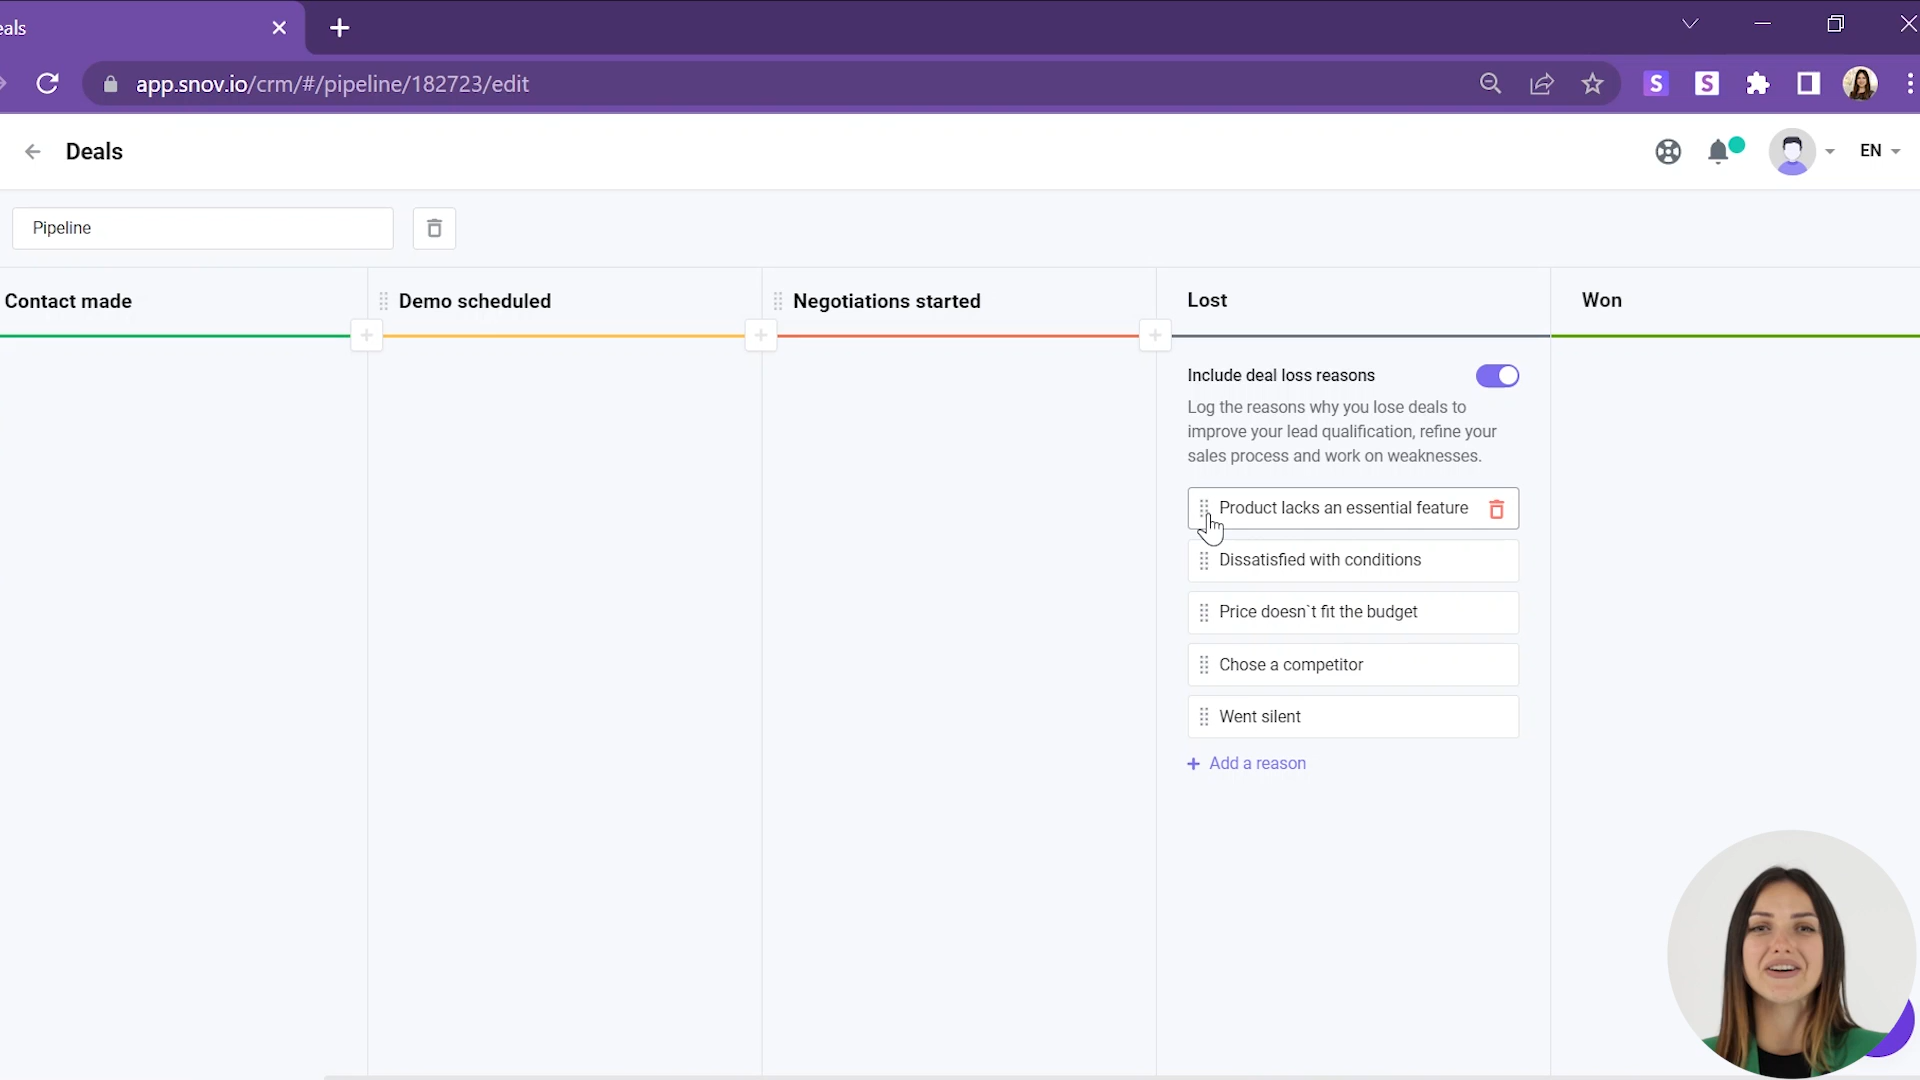 eals
app.snov.io/crm/#/pipeline/182723/edit
S
S
Deals
EN
Pipeline
Contact made
Demo scheduled
Negotiations started
Lost
Won
Include deal loss reasons
Log the reasons why you lose deals to
improve your lead qualification, refine your
sales process and work on weaknesses.
Product lacks an essential feature
Dissatisfied with conditions
Price doesn`t fit the budget
Chose a competitor
Went silent
+ Add a reason